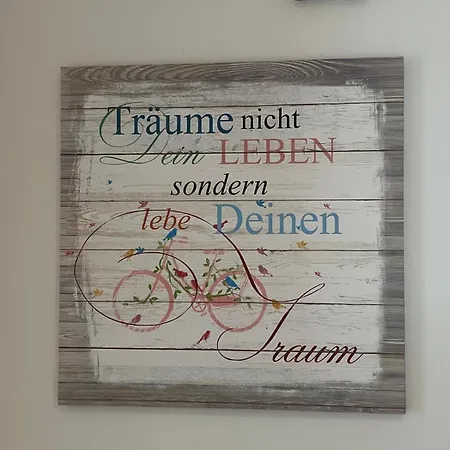 Träume nicht
Dein LEBEN
sondern
lebe Deinen
Traum